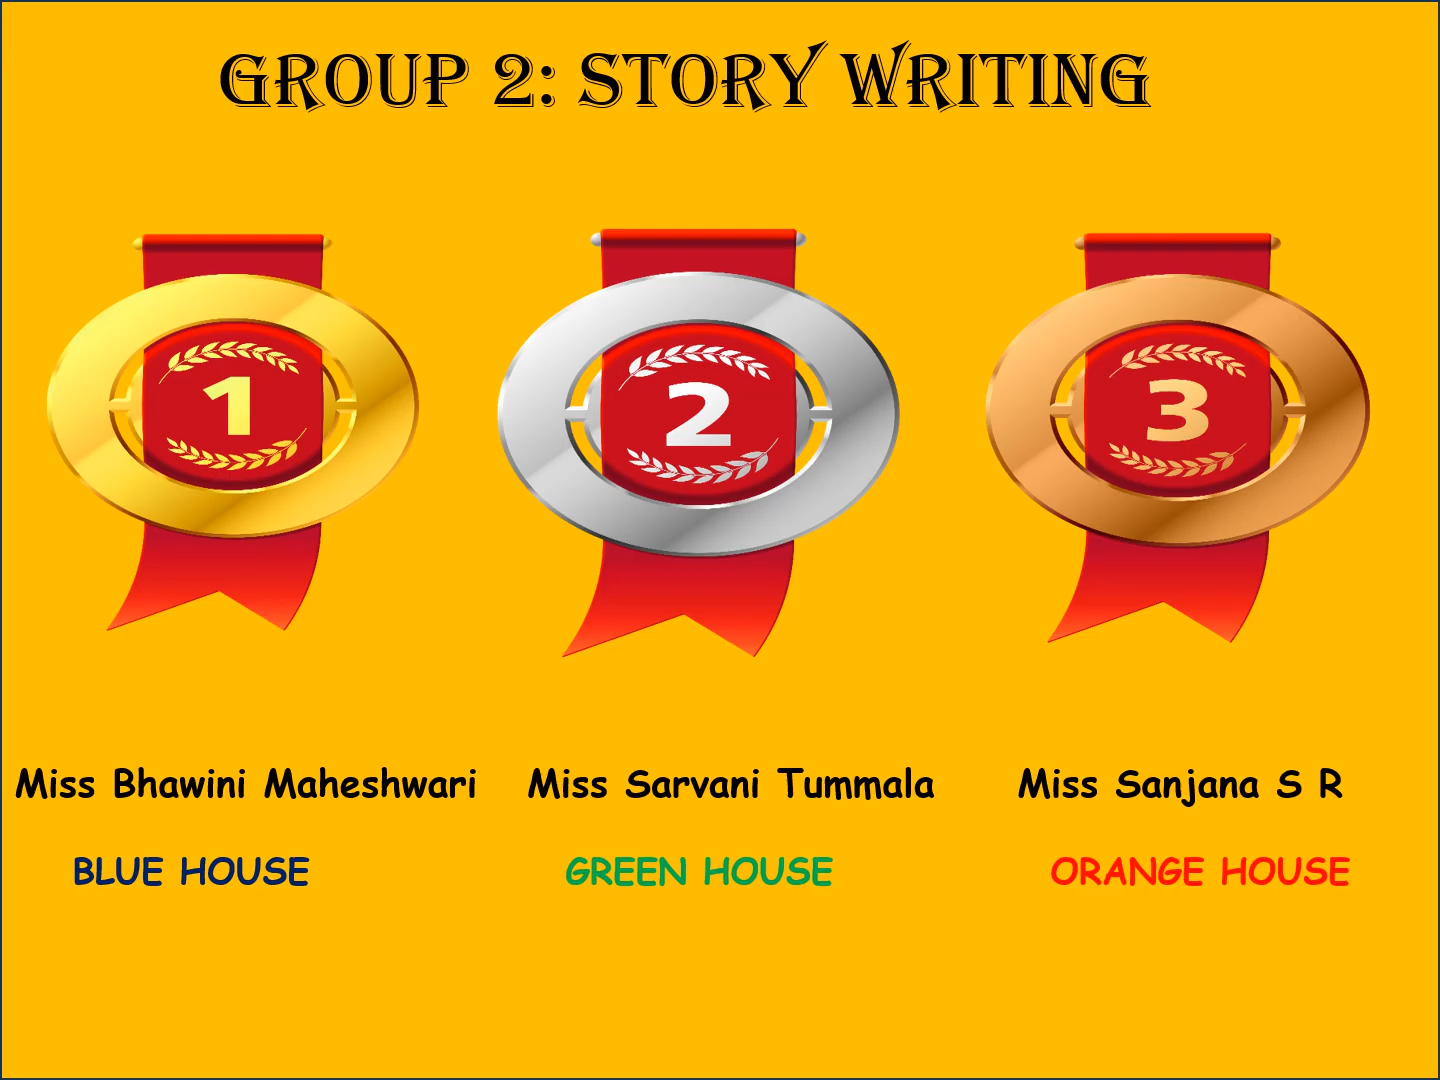 GROUP 2: STORY WRITING
1
2
3
Miss Bhawini Maheshwari
Miss Sarvani Tummala
Miss Sanjana S R
BLUE HOUSE
GREEN HOUSE
ORANGE HOUSE